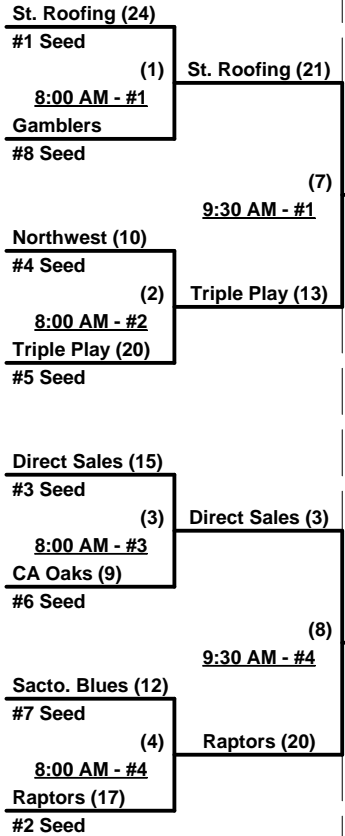 St. Roofing (24)
#1 Seed
(1)
St. Roofing (21)
8:00 AM - #1
Gamblers
#8 Seed
(7)
9:30 AM - #1
Northwest (10)
#4 Seed
(2)
Triple Play (13)
8:00 AM - #2
Triple Play (20)
#5 Seed
Direct Sales (15)
#3 Seed
(3)
Direct Sales (3)
8:00 AM - #3
CA Oaks (9)
#6 Seed
(8)
9:30 AM - #4
Sacto. Blues (12)
#7 Seed
(4)
Raptors (20)
8:00 AM - #4
Raptors (17)
#2 Seed